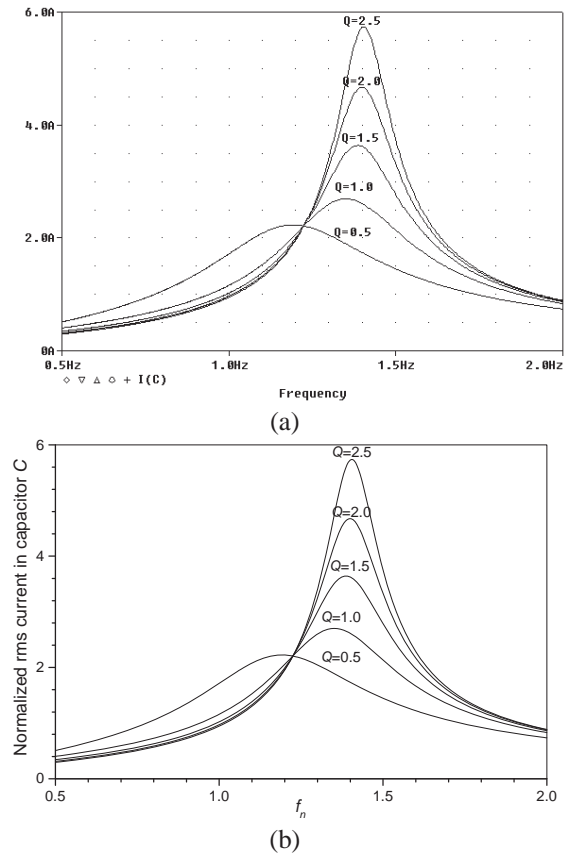 6.0A
Q=2.5
Q=2.0
4.0A
Q=1.5
Q=1.0
2.0A
Q=0.5
0A
0.5Hz 1.0Hz 1.5Hz 2.0Hz
I(C)
Frequency
(a)
Normalized rms current in capacitor C
6
Q=2.5
Q=2.0
4
Q=1.5
Q=1.0
Q=0.5
2
0
0.5 1.0 1.5 2.0
fn
(b)